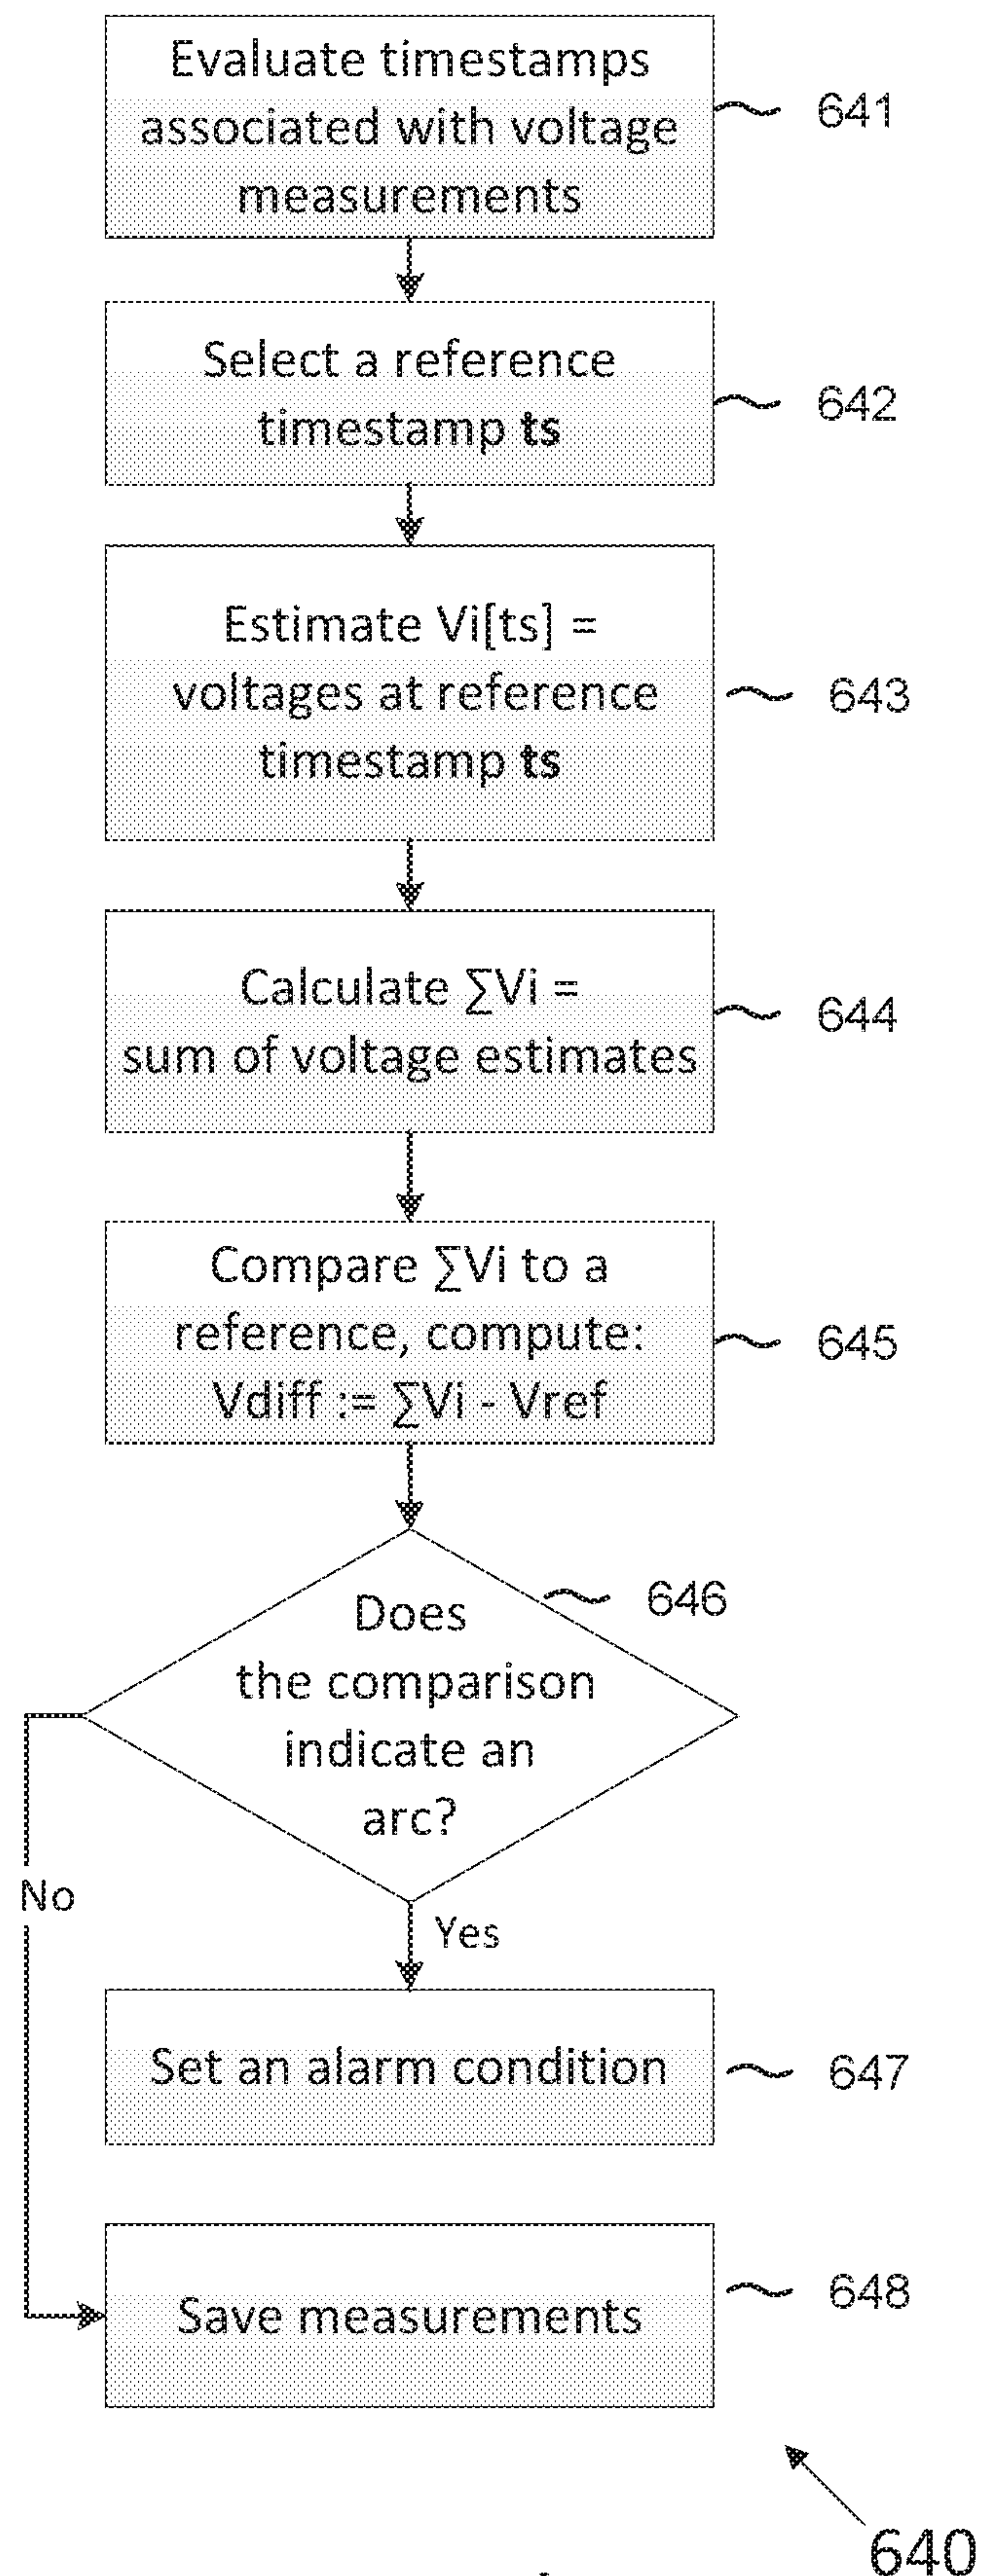 Evaluate timestamps
associated with voltage
measurements
641
Select a reference
timestamp ts
642
Estimate Vi[ts] =
voltages at reference
timestamp ts
643
Calculate ∑Vi =
sum of voltage estimates
644
Compare ∑Vi to a
reference, compute:
Vdiff := ∑Vi - Vref
645
Does
the comparison
indicate an
arc?
646
No
Yes
Set an alarm condition
647
Save measurements
648
640